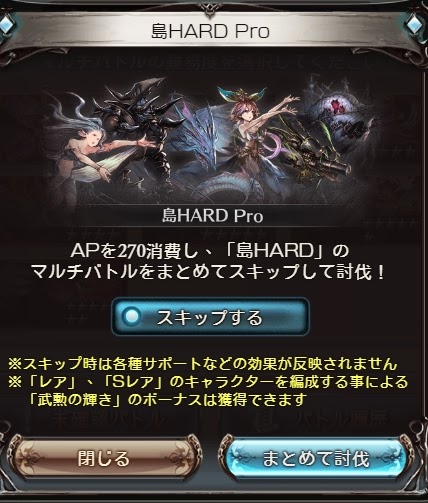 島HARD Pro
島HARD Pro
APを270消費し、「島HARD」の
マルチバトルをまとめてスキップして討伐！
スキップする
※スキップ時は各種サポートなどの効果が反映されません
※「レア」、「Sレア」のキャラクターを編成する事による
「武勲の輝き」のボーナスは獲得できます
閉じる
まとめて討伐